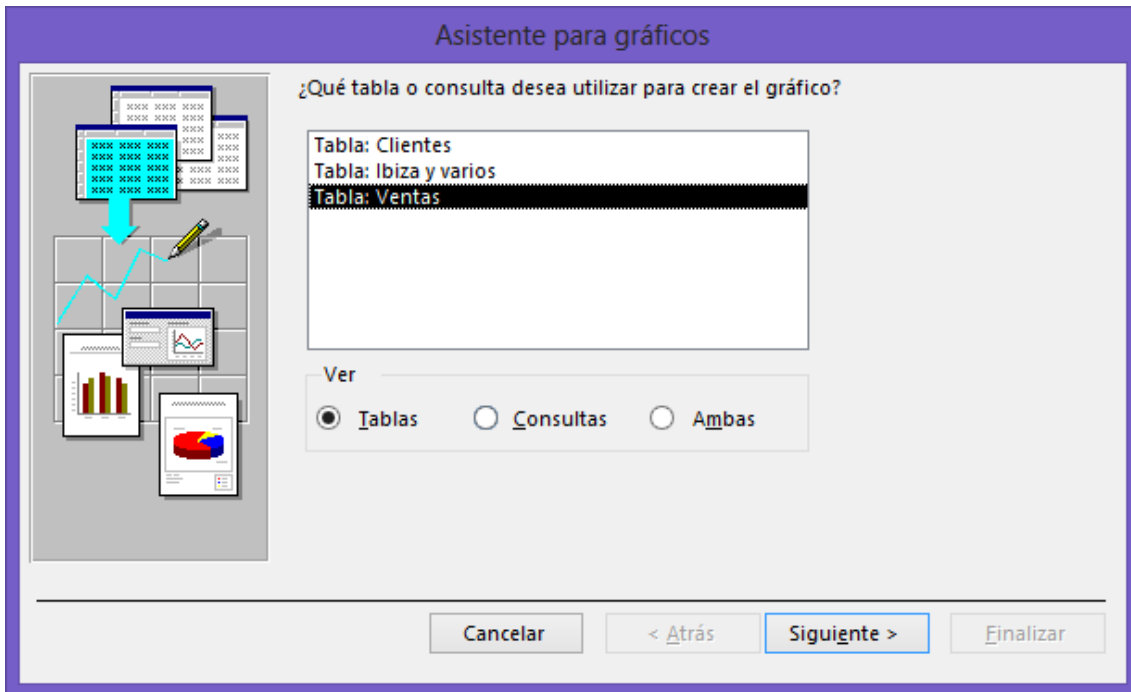 Asistente para gráficos
¿Qué tabla o consulta desea utilizar para crear el gráfico?
Tabla: Clientes
Tabla: Ibiza y varios
Tabla: Ventas
Ver
Tablas Consultas Ambas
Cancelar < Atrás Siguiente > Finalizar